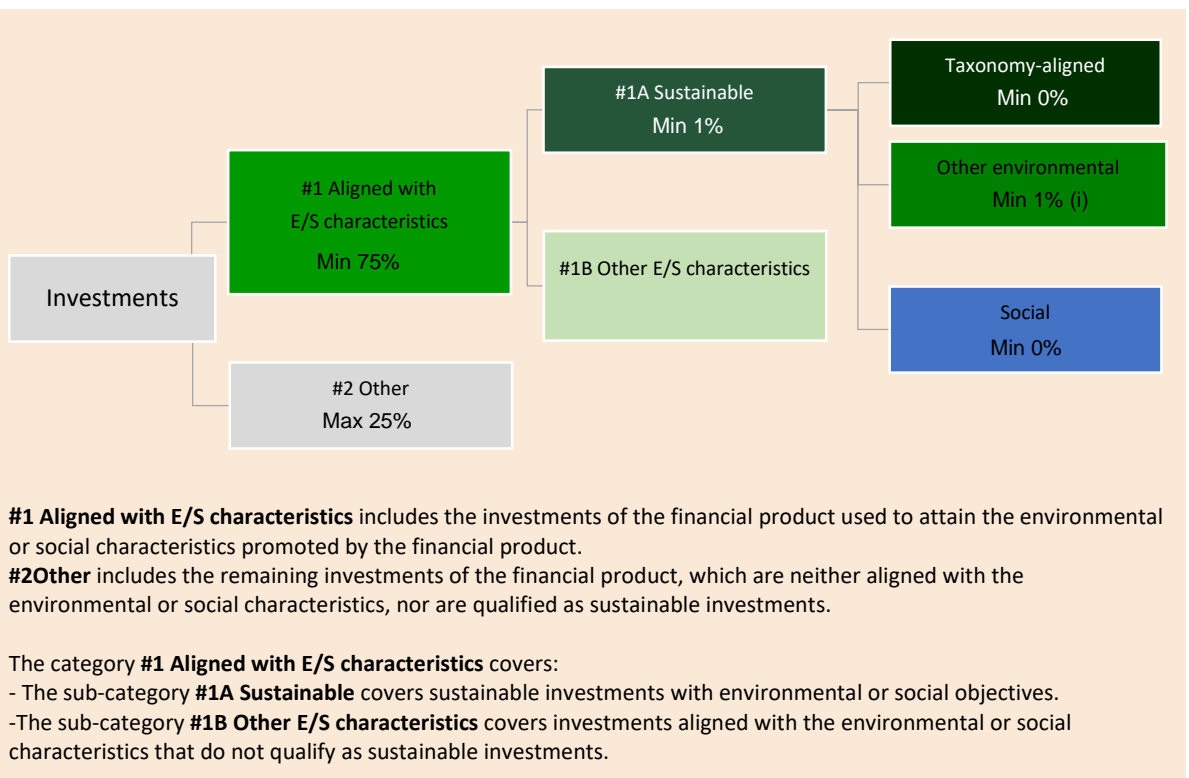 Investments
#1 Aligned with
E/S characteristics
Min 75%
#2 Other
Max 25%
#1A Sustainable
Min 1%
#1B Other E/S characteristics
Taxonomy-aligned
Min 0%
Other environmental
Min 1% (i)
Social
Min 0%
#1 Aligned with E/S characteristics includes the investments of the financial product used to attain the environmental
or social characteristics promoted by the financial product.
#2Other includes the remaining investments of the financial product, which are neither aligned with the
environmental or social characteristics, nor are qualified as sustainable investments.
The category #1 Aligned with E/S characteristics covers:
- The sub-category #1A Sustainable covers sustainable investments with environmental or social objectives.
-The sub-category #1B Other E/S characteristics covers investments aligned with the environmental or social
characteristics that do not qualify as sustainable investments.